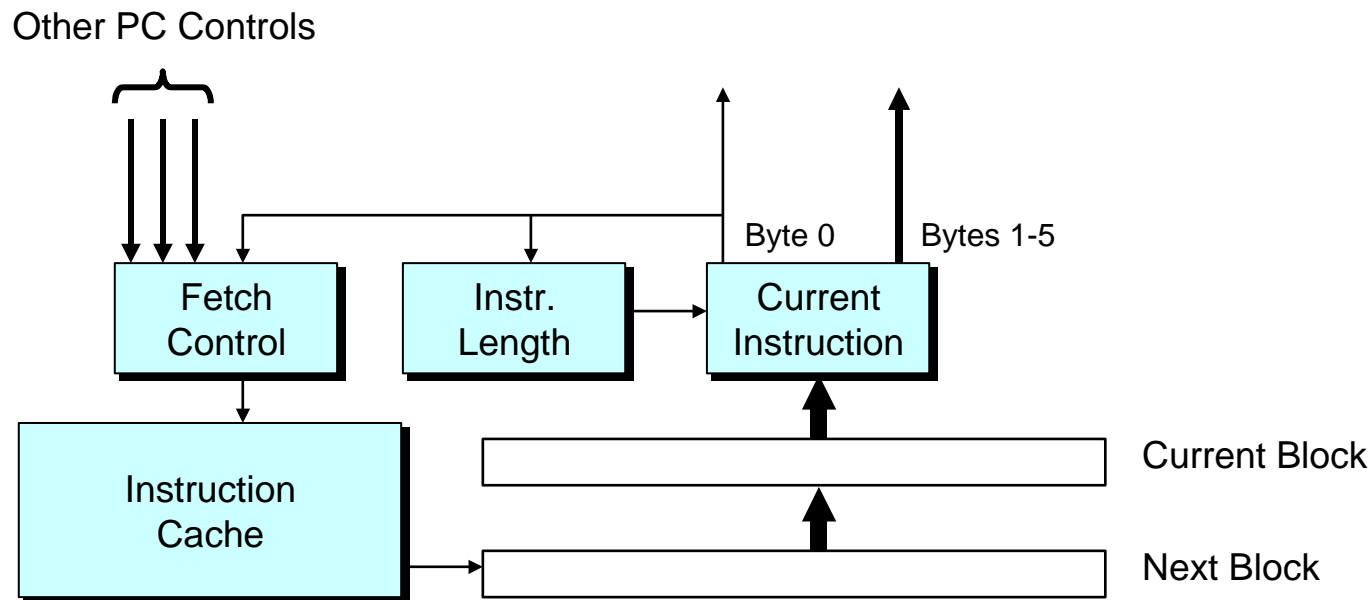 Other PC Controls
Byte 0
Bytes 1-5
Fetch
Control
Instr.
Length
Current
Instruction
Instruction
Cache
Current Block
Next Block